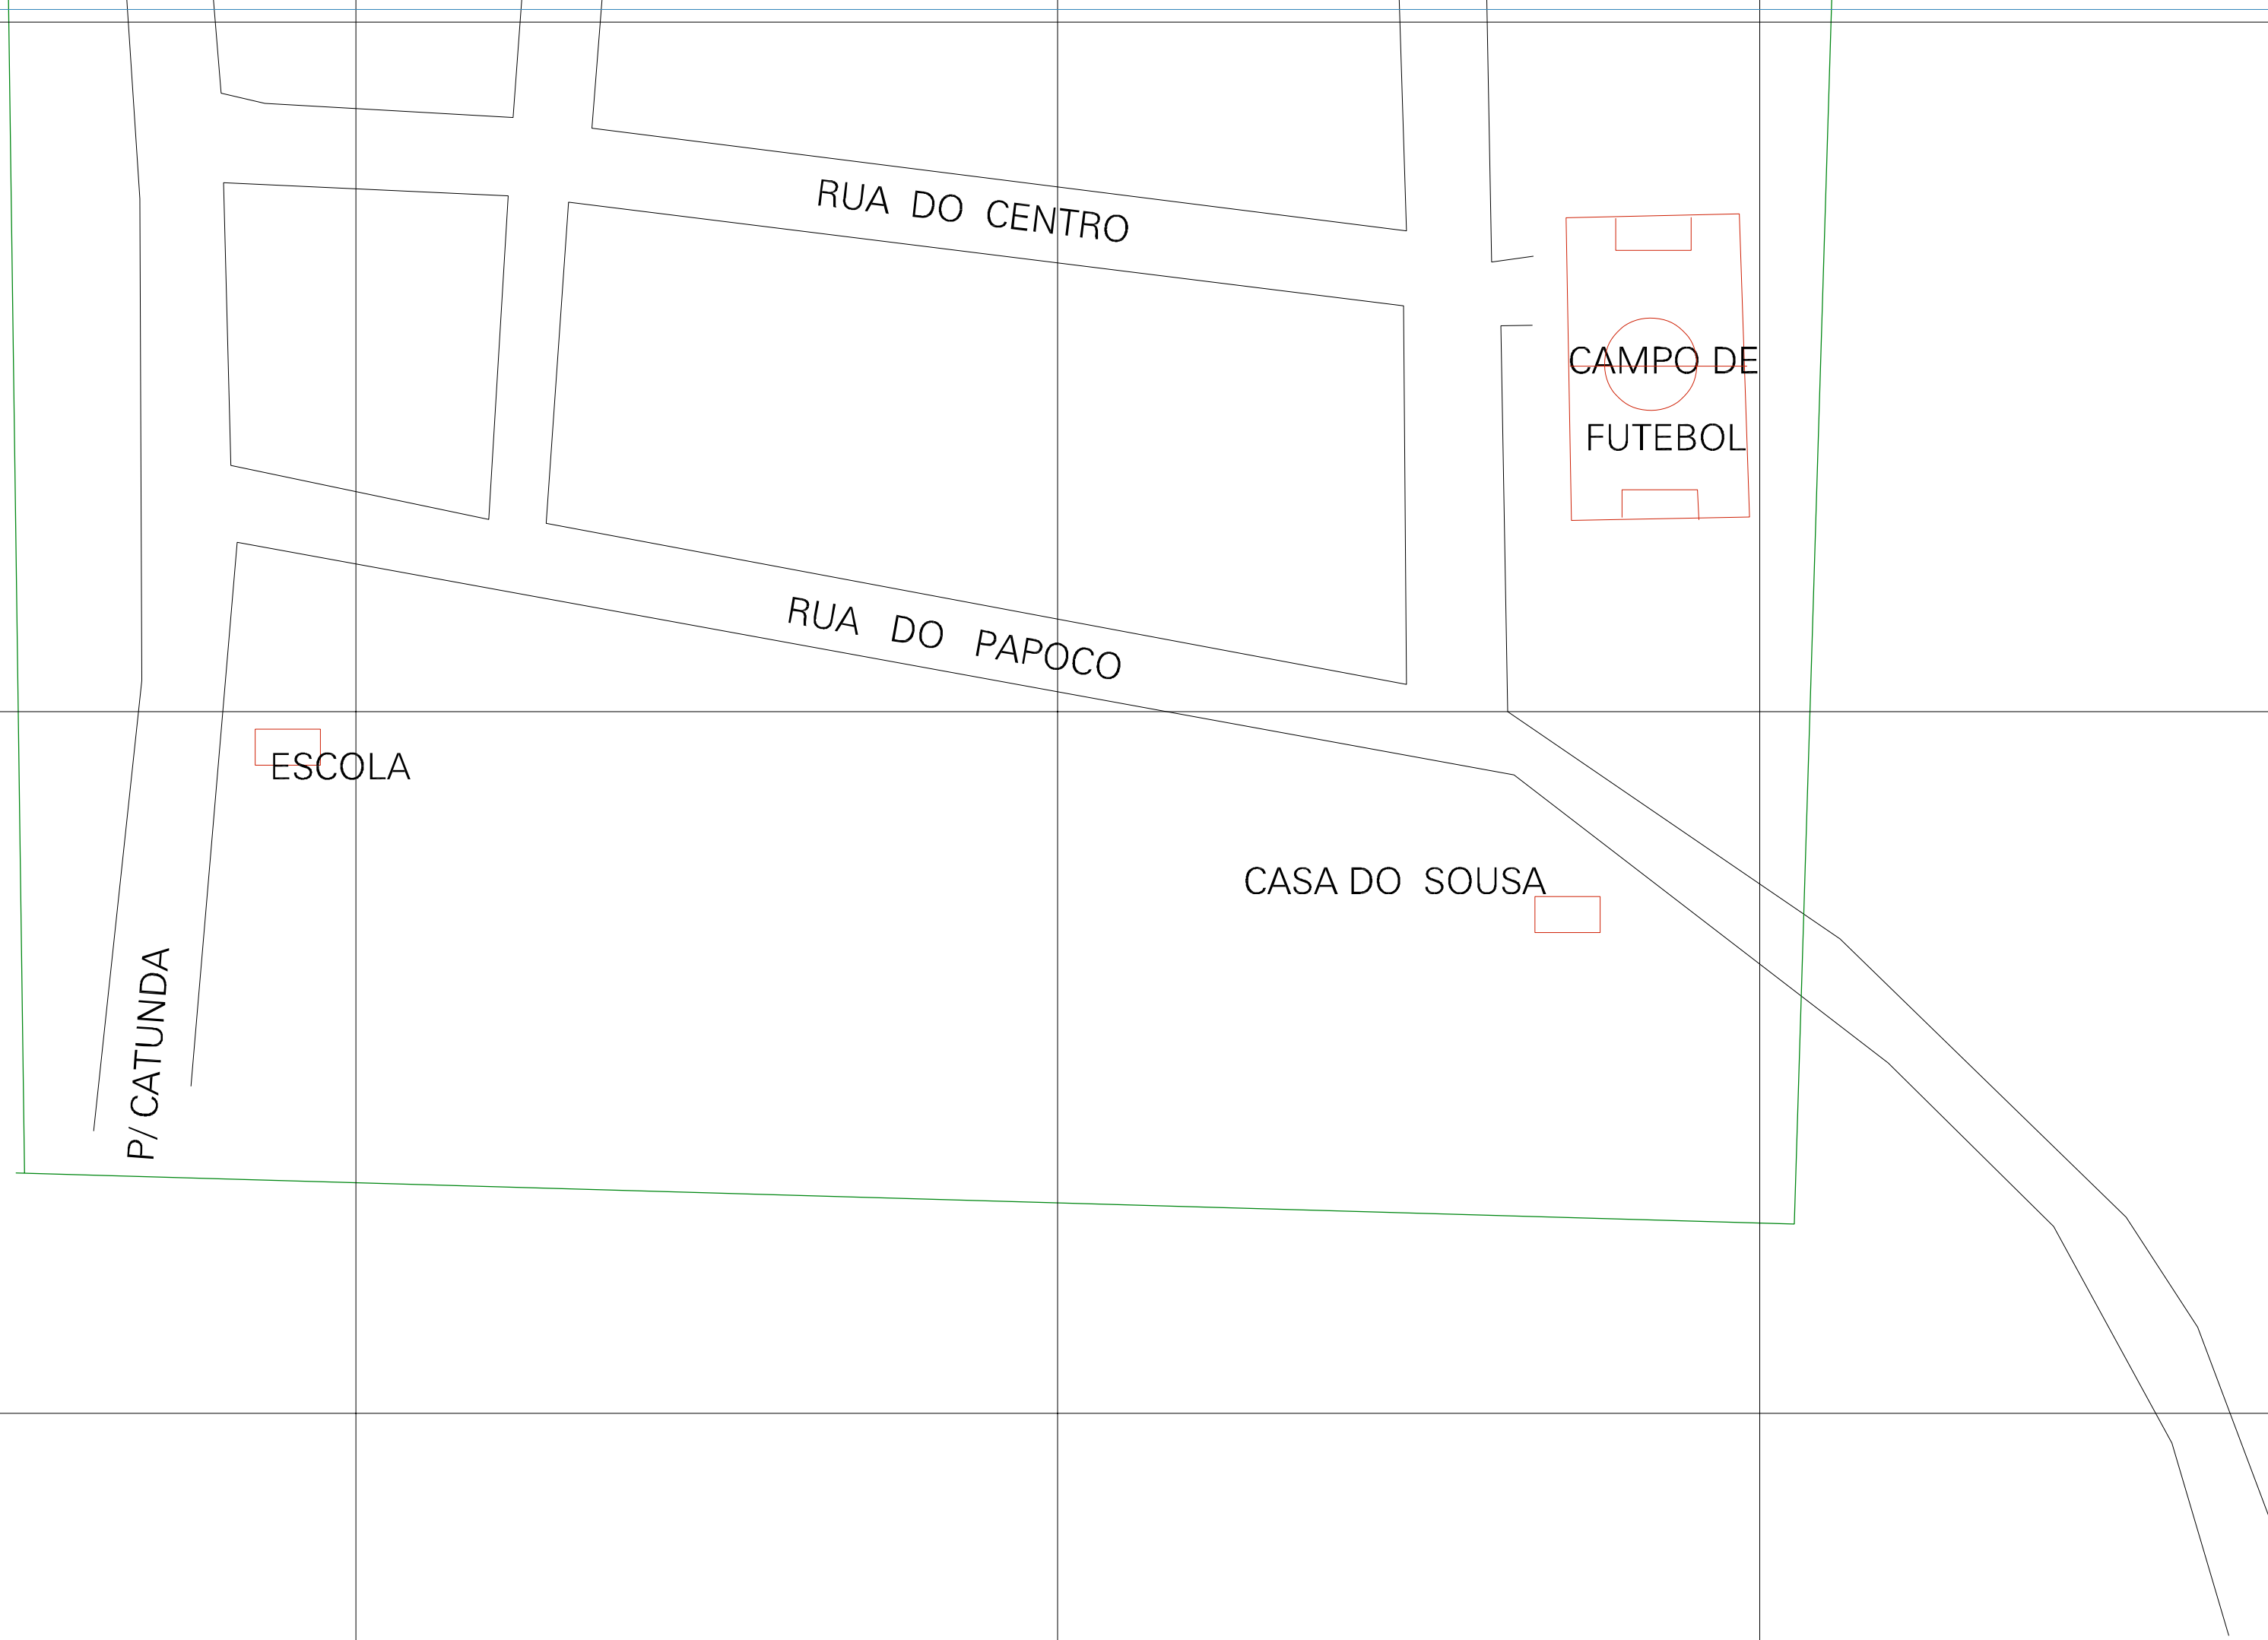 RUA DO CENTRO
CAMPO DE
FUTEBOL
RUA DO PAPOCO
ESCOLA
CASA DO SOUSA
P/ CATUNDA